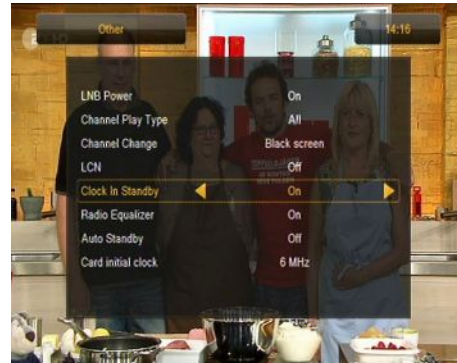 Other
14:16
LNB Power On
Channel Play Type All
Channel Change Black screen
LCN Off
Clock In Standby On
Radio Equalizer On
Auto Standby Off
Card initial clock 6 MHz